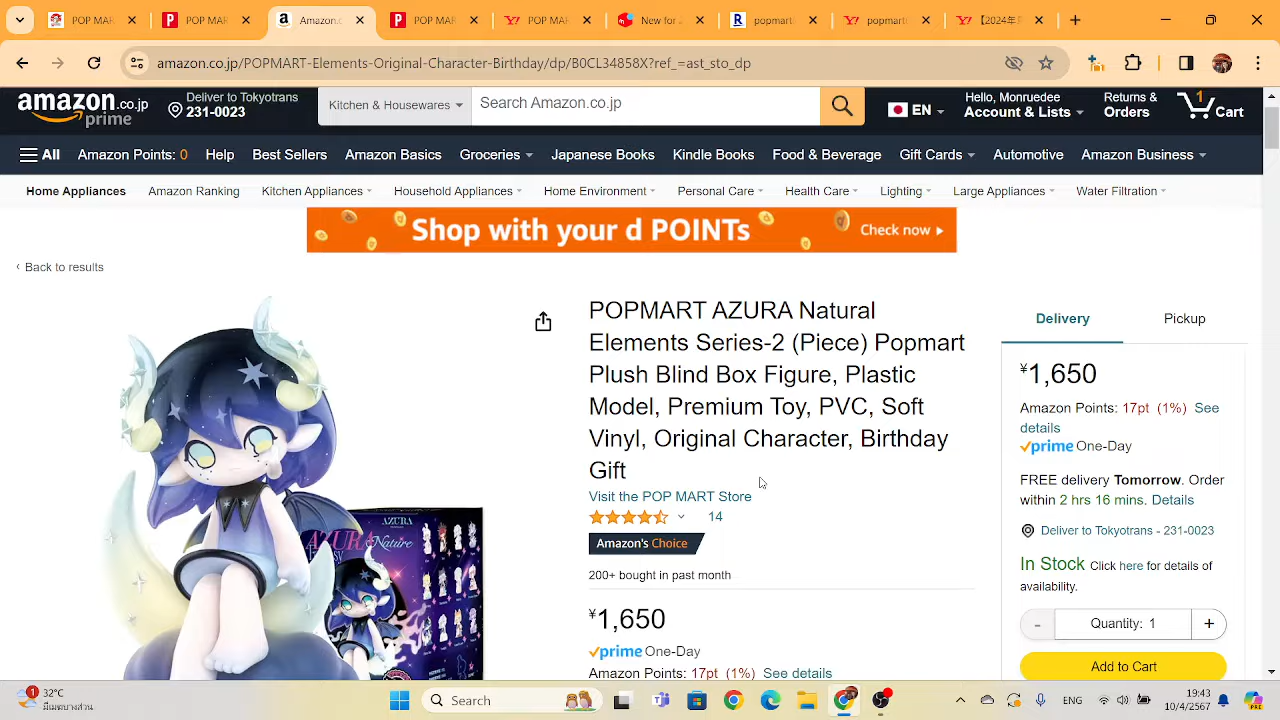 POP MAR
POP MAR
Amazon.c
POP MAR
POP MAR
New for
popmart
popmart
【2024年
amazon.co.jp/POPMART-Elements-Original-Character-Birthday/dp/B0CL34858X?ref_=ast_sto_dp
amazon.co.jp
prime
Deliver to Tokyotrans
231-0023
Kitchen & Housewares
Search Amazon.co.jp
EN
Hello, Monruedee
Account & Lists
Returns &
Orders
1
Cart
All Amazon Points: 0 Help Best Sellers Amazon Basics Groceries Japanese Books Kindle Books Food & Beverage Gift Cards Automotive Amazon Business
Home Appliances Amazon Ranking Kitchen Appliances Household Appliances Home Environment Personal Care Health Care Lighting Large Appliances Water Filtration
Shop with your d POINTs Check now
‹ Back to results
POPMART AZURA Natural
Elements Series-2 (Piece) Popmart
Plush Blind Box Figure, Plastic
Model, Premium Toy, PVC, Soft
Vinyl, Original Character, Birthday
Gift
Visit the POP MART Store
14
Amazon's Choice
200+ bought in past month
¥1,650
prime One-Day
Amazon Points: 17pt (1%) See details
AZURA
Nature
AZURA
Delivery Pickup
¥1,650
Amazon Points: 17pt (1%) See
details
prime One-Day
FREE delivery Tomorrow. Order
within 2 hrs 16 mins. Details
Deliver to Tokyotrans - 231-0023
In Stock Click here for details of
availability.
- Quantity: 1 +
Add to Cart
1
32°C
Search
ENG
19:43
10/4/2567